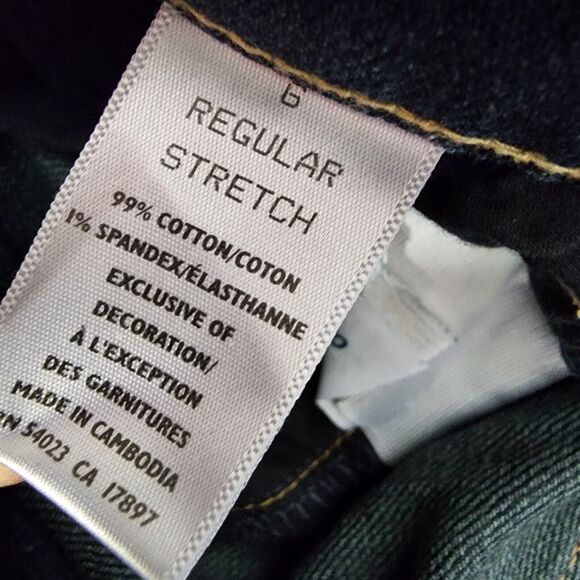 6
REGULAR
STRETCH
99% COTTON/COTON
1% SPANDEX/ÉLASTHANNE
EXCLUSIVE OF
DECORATION/
À L'EXCEPTION
DES GARNITURES
MADE IN CAMBODIA
RN 54023 CA 17897